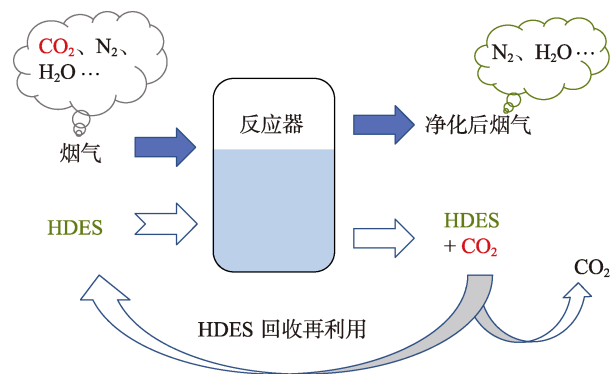 CO₂、N₂、
H₂O …
烟气
反应器
N₂、H₂O …
净化后烟气
HDES
HDES
+ CO₂
CO₂
HDES 回收再利用